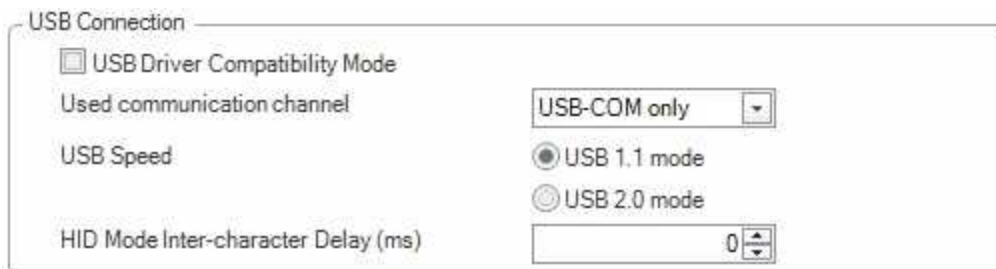 USB Connection
USB Driver Compatibility Mode
Used communication channel USB-COM only
USB Speed USB 1.1 mode
USB 2.0 mode
HID Mode Inter-character Delay (ms) 0